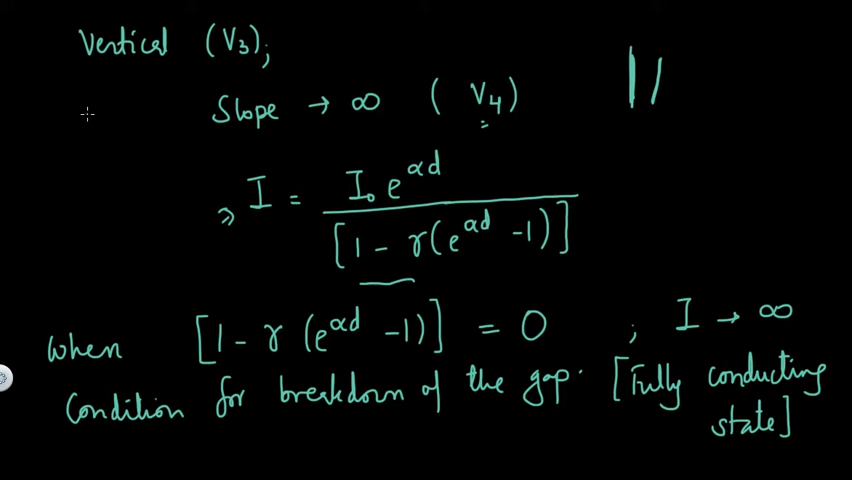 Vertical (V₃);
Slope → ∞ ( V₄)
⇒ I = I₀ e^αd / [1 - γ(e^αd -1)]
When [1 - γ (e^αd -1)] = 0 ; I → ∞
Condition for breakdown of the gap. [Fully conducting
state]